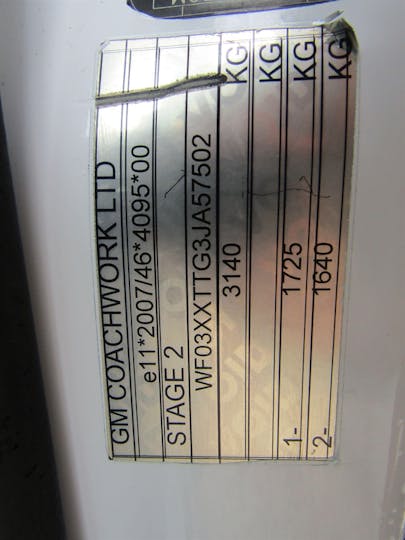 GM COACHWORK LTD
e11*2007/46*4095*00
STAGE 2
WF03XXTTG3JA57502
3140 KG
KG
1- 1725 KG
2- 1640 KG